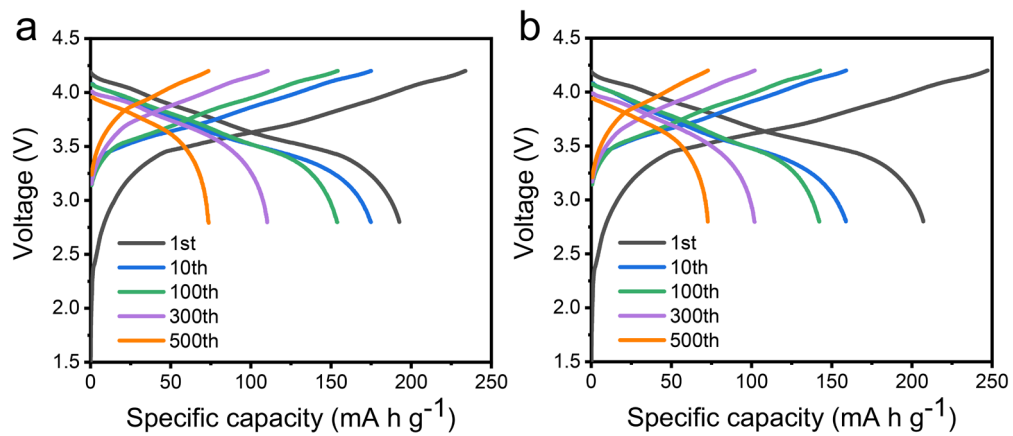 a
4.5
4.0
3.5
3.0
2.5
2.0
1.5
Voltage (V)
1st
10th
100th
300th
500th
0 50 100 150 200 250
Specific capacity (mA h g⁻¹)
b
4.5
4.0
3.5
3.0
2.5
2.0
1.5
Voltage (V)
1st
10th
100th
300th
500th
0 50 100 150 200 250
Specific capacity (mA h g⁻¹)